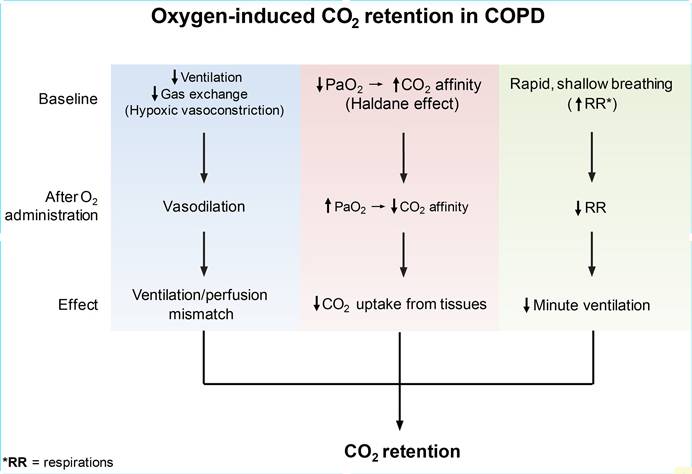 Oxygen-induced CO₂ retention in COPD
Baseline
↓Ventilation
↓Gas exchange
(Hypoxic vasoconstriction)
↓PaO₂ → ↑CO₂ affinity
(Haldane effect)
Rapid, shallow breathing
(↑RR*)
After O₂
administration
Vasodilation
↑PaO₂ → ↓CO₂ affinity
↓RR
Effect
Ventilation/perfusion
mismatch
↓CO₂ uptake from tissues
↓Minute ventilation
CO₂ retention
*RR = respirations